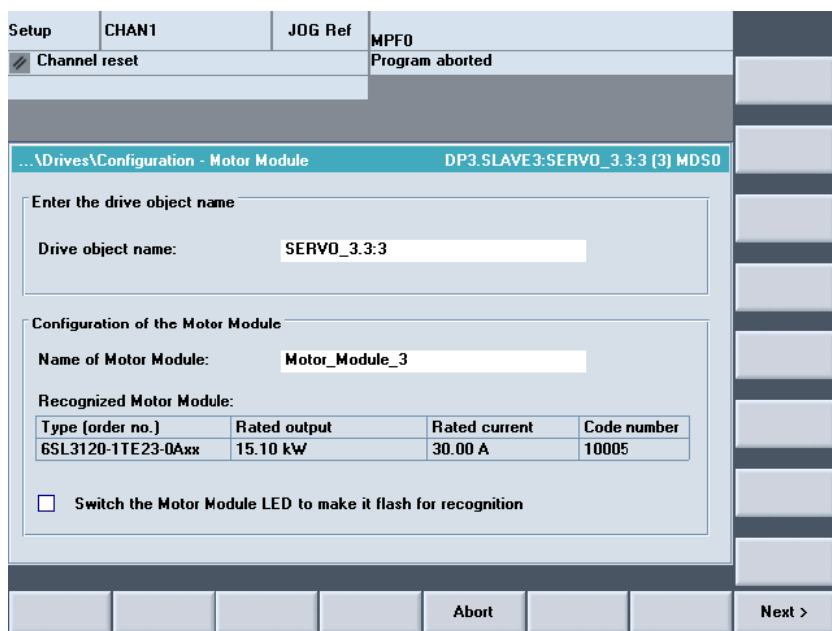 Setup CHAN1 JOG Ref MPF0
Channel reset Program aborted
...\Drives\Configuration - Motor Module DP3.SLAVE3:SERVO_3.3:3 (3) MDS0
Enter the drive object name
Drive object name: SERVO_3.3:3
Configuration of the Motor Module
Name of Motor Module: Motor_Module_3
Recognized Motor Module:
Type (order no.) Rated output Rated current Code number
6SL3120-1TE23-0Axx 15.10 kW 30.00 A 10005
Switch the Motor Module LED to make it flash for recognition
Abort Next >